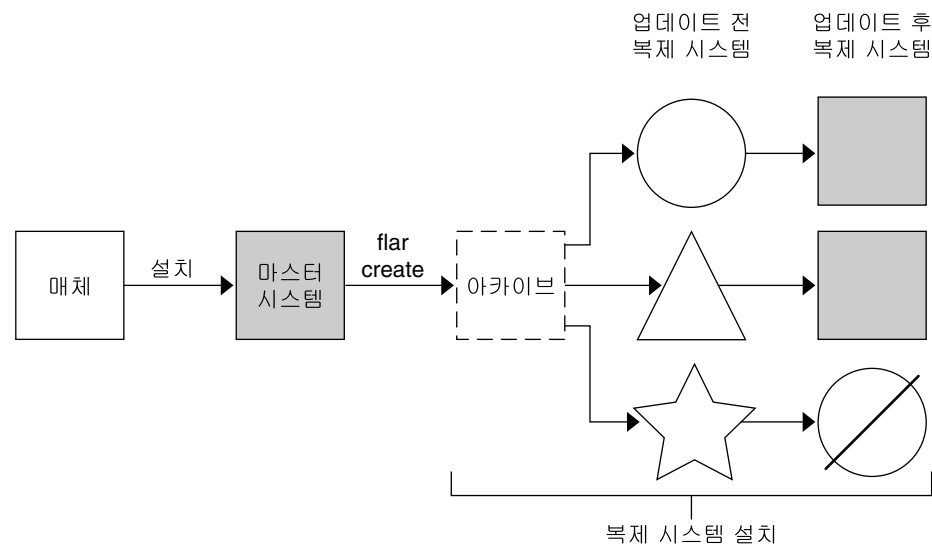 업데이트 전
복제 시스템
업데이트 후
복제 시스템
매체
설치
마스터
시스템
flar
create
아카이브
복제 시스템 설치